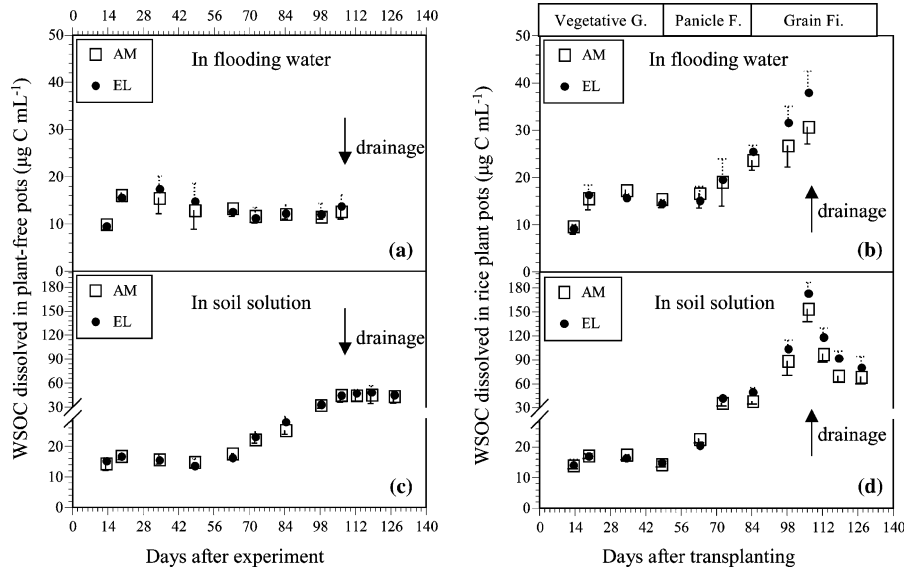 0 14 28 42 56 70 84 98 112 126 140
Vegetative G. Panicle F. Grain Fi.
WSOC dissolved in plant-free pots (μg C mL⁻¹)
50
40
30
20
10
0
AM
EL
In flooding water
drainage
(a)
180
150
120
90
60
30
20
10
0
AM
EL
In soil solution
drainage
(c)
0 14 28 42 56 70 84 98 112 126 140
Days after experiment
WSOC dissolved in rice plant pots (μg C mL⁻¹)
50
40
30
20
10
0
AM
EL
In flooding water
drainage
(b)
180
150
120
90
60
30
20
10
0
AM
EL
In soil solution
drainage
(d)
0 14 28 42 56 70 84 98 112 126 140
Days after transplanting